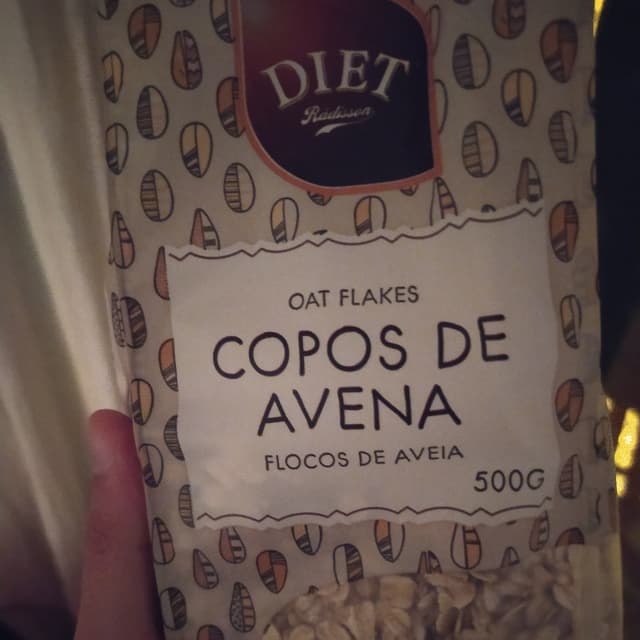 DIET
Radisson
OAT FLAKES
COPOS DE
AVENA
FLOCOS DE AVEIA
500G